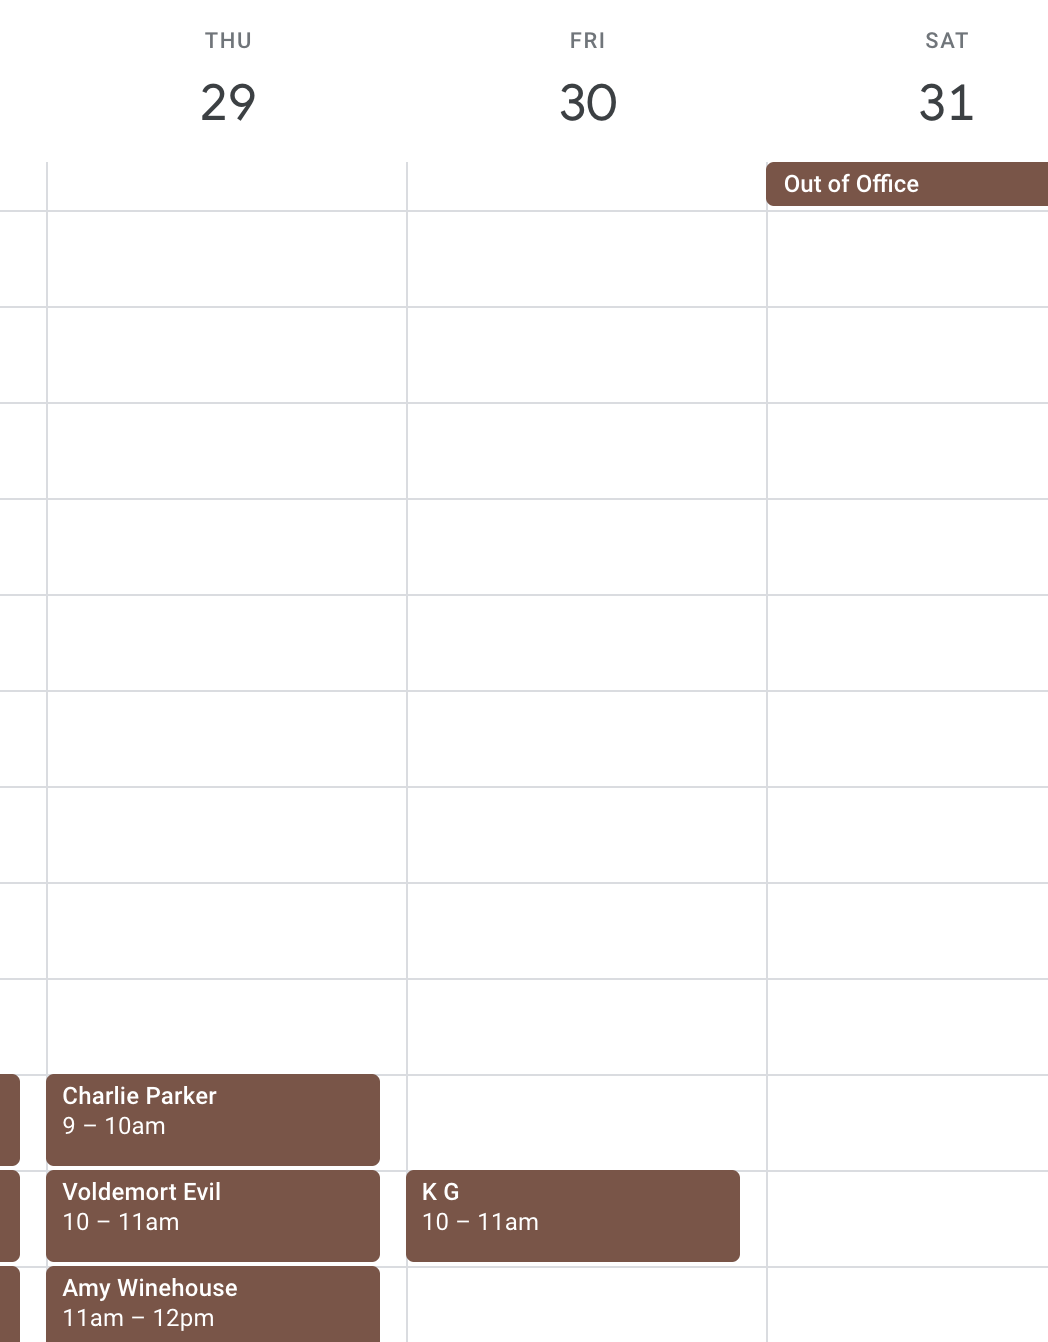 THU
29
FRI
30
SAT
31
Out of Office
Charlie Parker
9 – 10am
Voldemort Evil
10 – 11am
Amy Winehouse
11am – 12pm
K G
10 – 11am